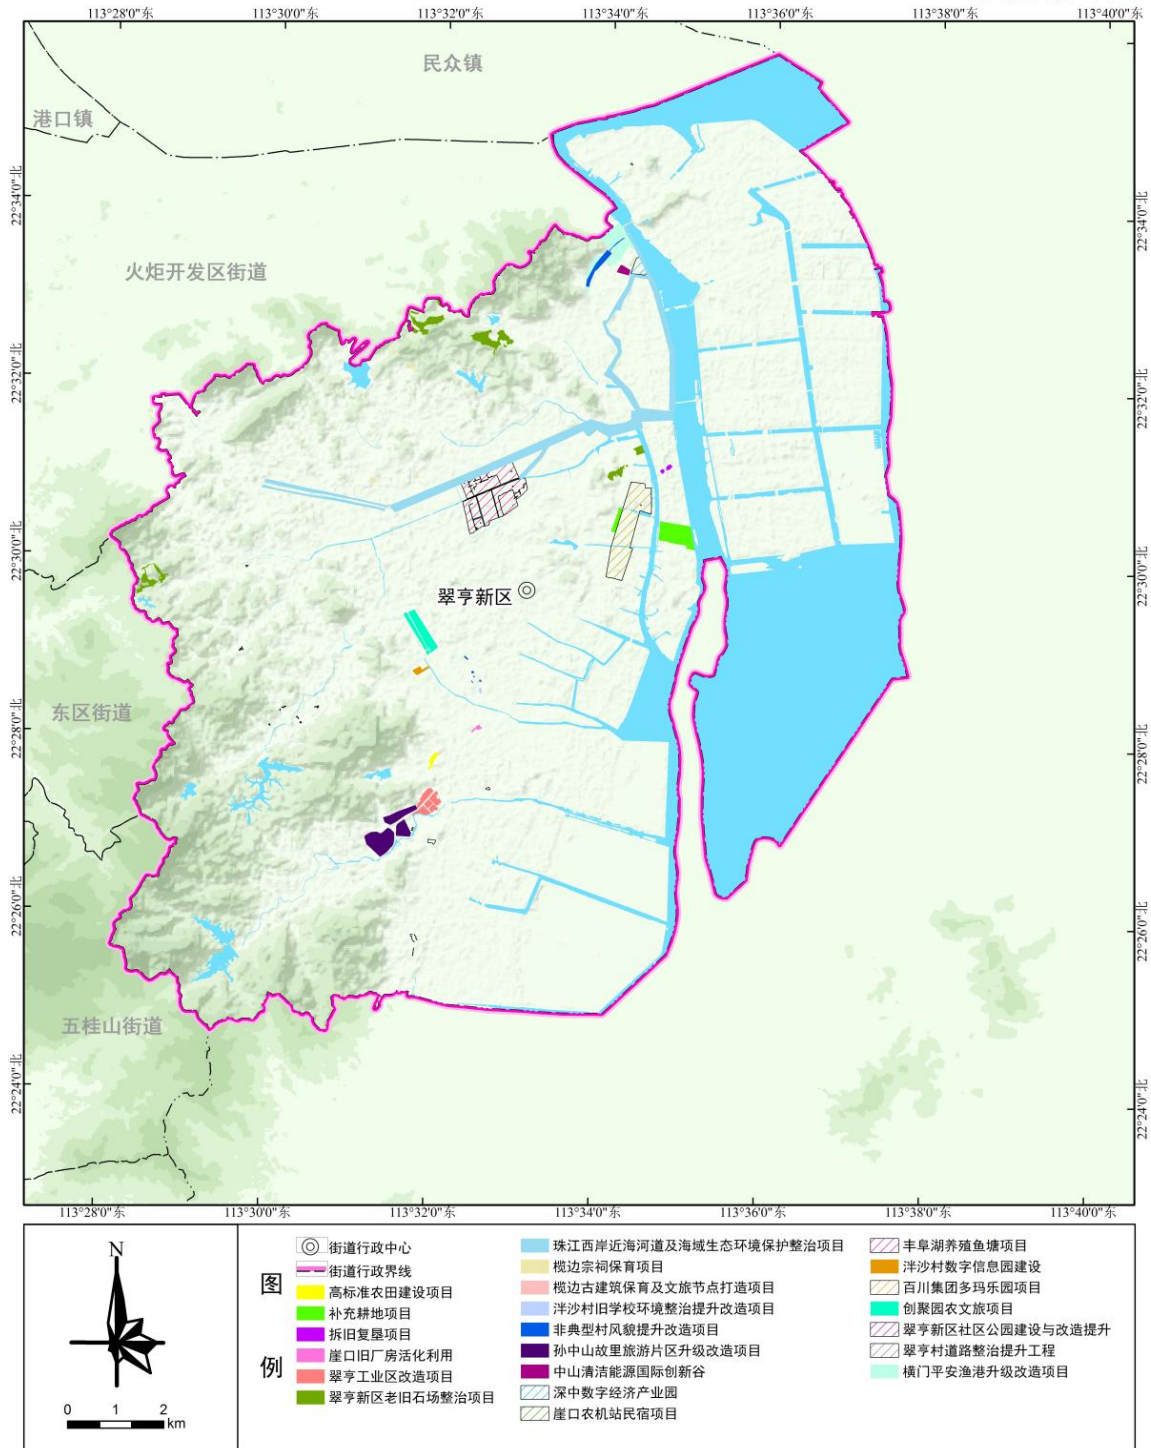 113°28'0"东 113°30'0"东 113°32'0"东 113°34'0"东 113°36'0"东 113°38'0"东 113°40'0"东
民众镇
港口镇
22°34'0"北
22°34'0"北
火炬开发区街道
22°32'0"北
22°32'0"北
22°30'0"北
22°30'0"北
翠亨新区
东区街道
22°28'0"北
22°28'0"北
22°26'0"北
22°26'0"北
五桂山街道
22°24'0"北
22°24'0"北
113°28'0"东 113°30'0"东 113°32'0"东 113°34'0"东 113°36'0"东 113°38'0"东 113°40'0"东
N
0 1 2
km
图例
街道行政中心
街道行政界线
高标准农田建设项目
补充耕地项目
拆旧复垦项目
崖口旧厂房活化利用
翠亨工业区改造项目
翠亨新区老旧石场整治项目
珠江西岸近海河道及海域生态环境保护整治项目
榄边宗祠保育项目
榄边古建筑保育及文旅节点打造项目
泮沙村旧学校环境整治提升改造项目
非典型村风貌提升改造项目
孙中山故里旅游片区升级改造项目
中山清洁能源国际创新谷
深中数字经济产业园
崖口农机站民宿项目
丰阜湖养殖鱼塘项目
泮沙村数字信息园建设
百川集团多玛乐园项目
创聚园农文旅项目
翠亨新区社区公园建设与改造提升
翠亨村道路整治提升工程
横门平安渔港升级改造项目